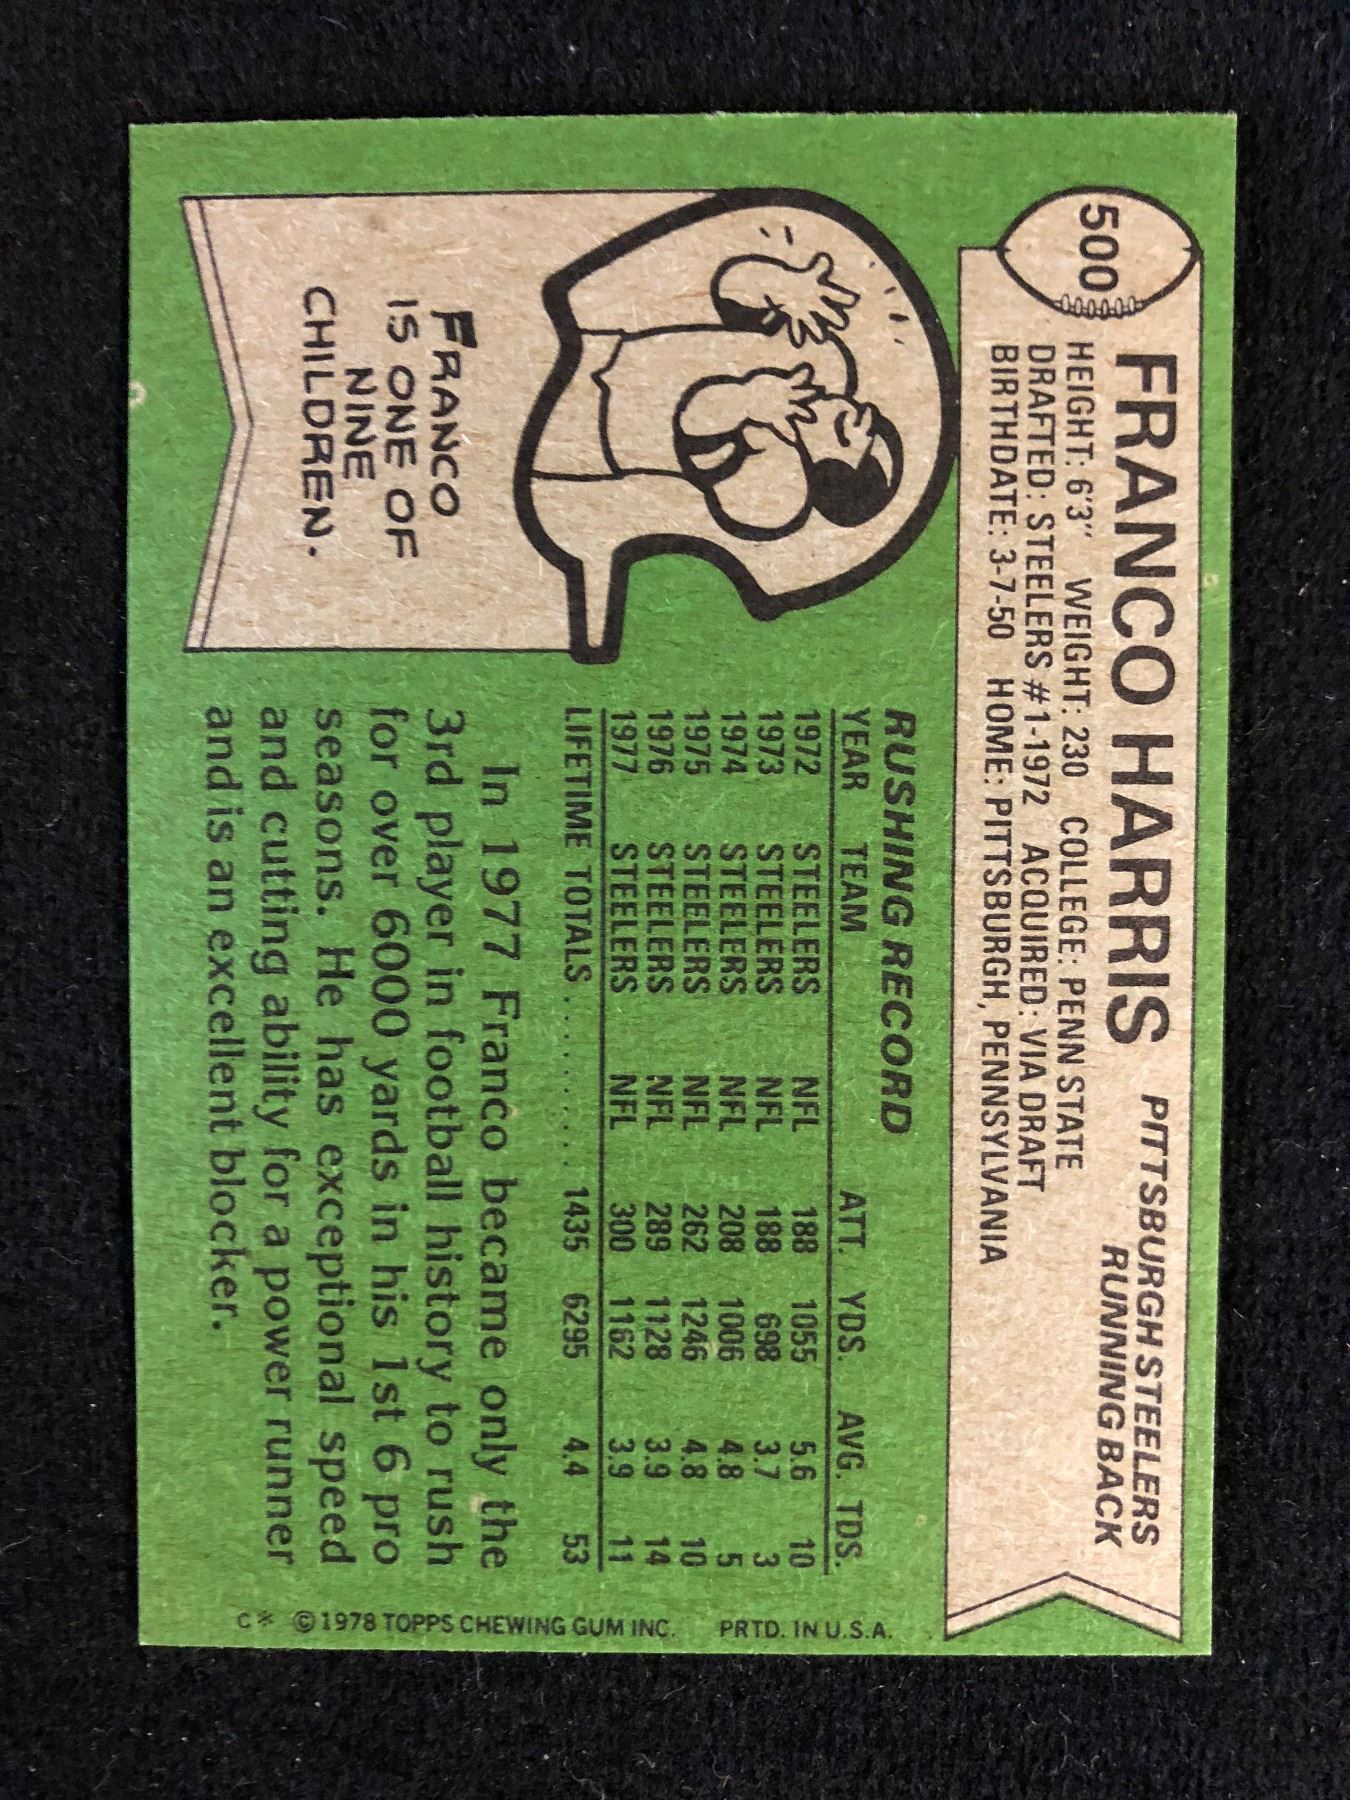 500
FRANCO HARRIS
PITTSBURGH STEELERS
RUNNING BACK
HEIGHT: 6'3" WEIGHT: 230 COLLEGE: PENN STATE
DRAFTED: STEELERS #1-1972 ACQUIRED: VIA DRAFT
BIRTHDATE: 3-7-50 HOME: PITTSBURGH, PENNSYLVANIA
FRANCO
IS ONE OF
NINE
CHILDREN.
RUSHING RECORD
YEAR TEAM ATT. YDS. AVG. TDS.
1972 STEELERS NFL 188 1055 5.6 10
1973 STEELERS NFL 188 698 3.7 3
1974 STEELERS NFL 208 1006 4.8 5
1975 STEELERS NFL 262 1246 4.8 10
1976 STEELERS NFL 289 1128 3.9 14
1977 STEELERS NFL 300 1162 3.9 11
LIFETIME TOTALS .......... 1435 6295 4.4 53
In 1977 Franco became only the
3rd player in football history to rush
for over 6000 yards in his 1st 6 pro
seasons. He has exceptional speed
and cutting ability for a power runner
and is an excellent blocker.
C* © 1978 TOPPS CHEWING GUM INC. PRTD. IN U.S.A.